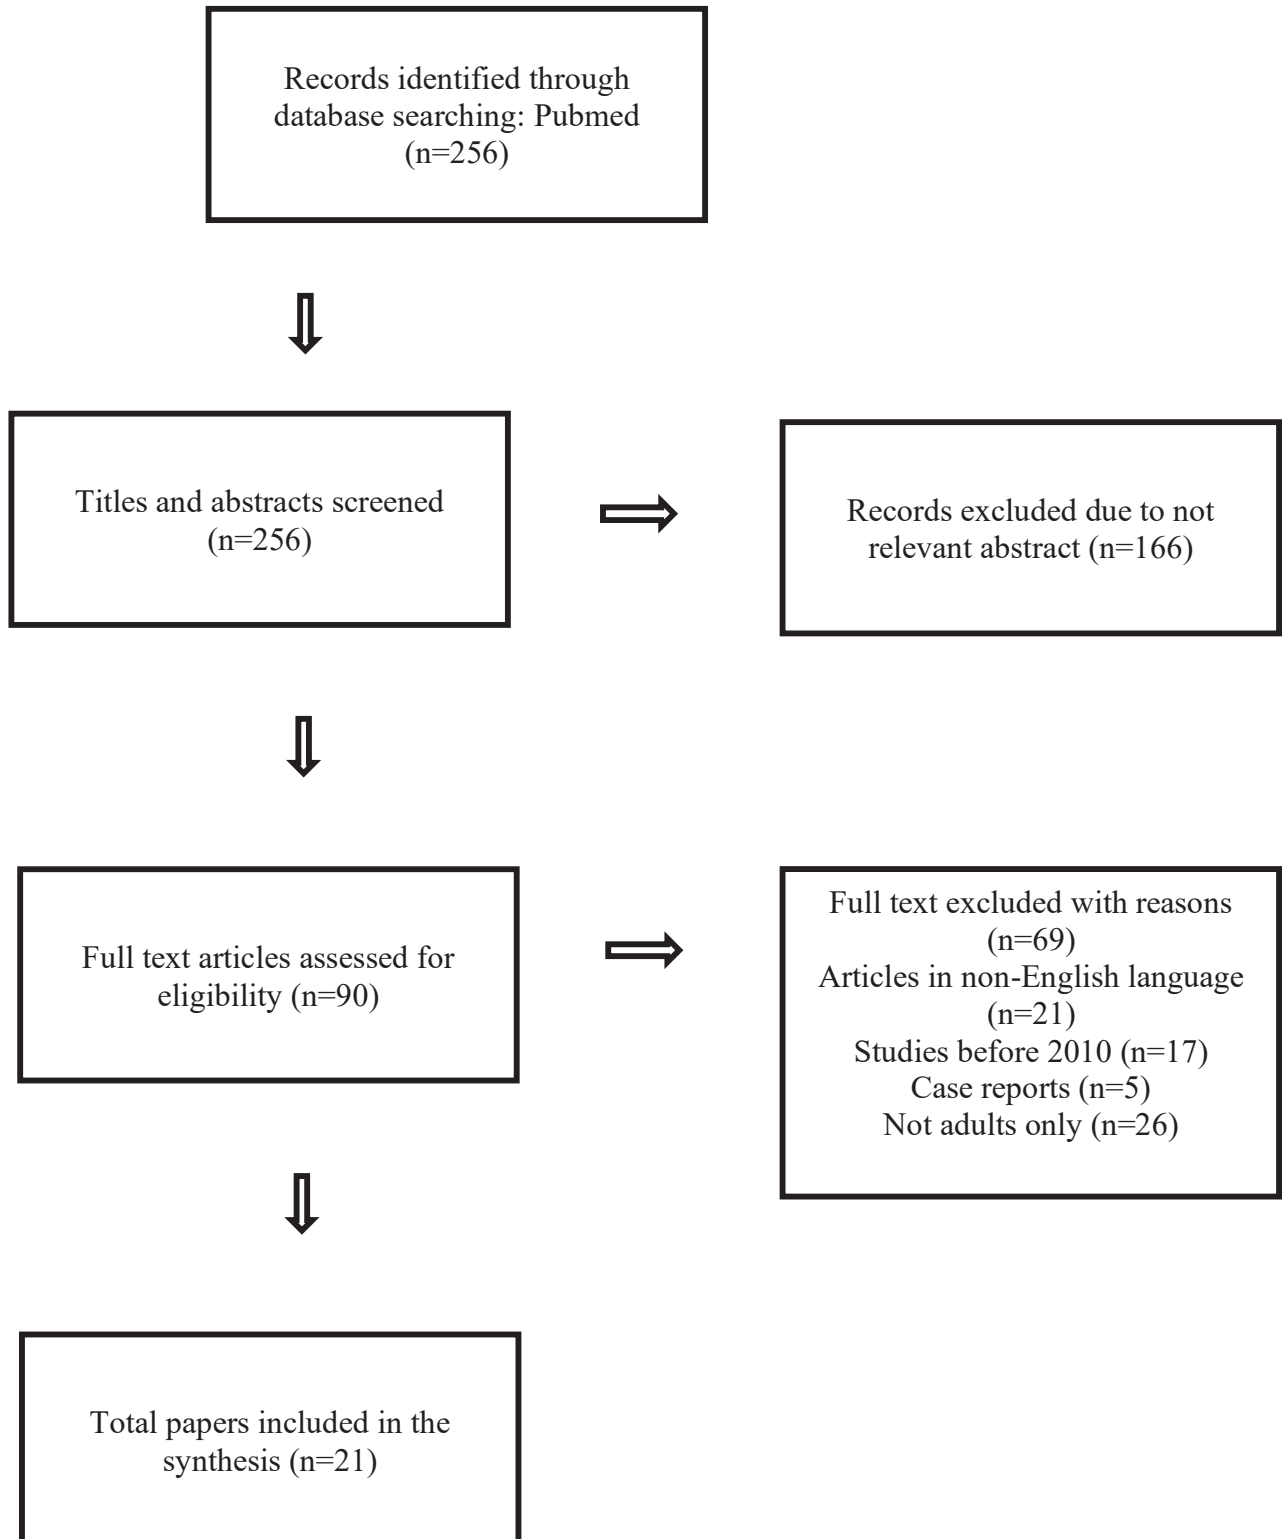 Records identified through
database searching: Pubmed
(n=256)
Titles and abstracts screened
(n=256)
Records excluded due to not
relevant abstract (n=166)
Full text articles assessed for
eligibility (n=90)
Full text excluded with reasons
(n=69)
Articles in non-English language
(n=21)
Studies before 2010 (n=17)
Case reports (n=5)
Not adults only (n=26)
Total papers included in the
synthesis (n=21)